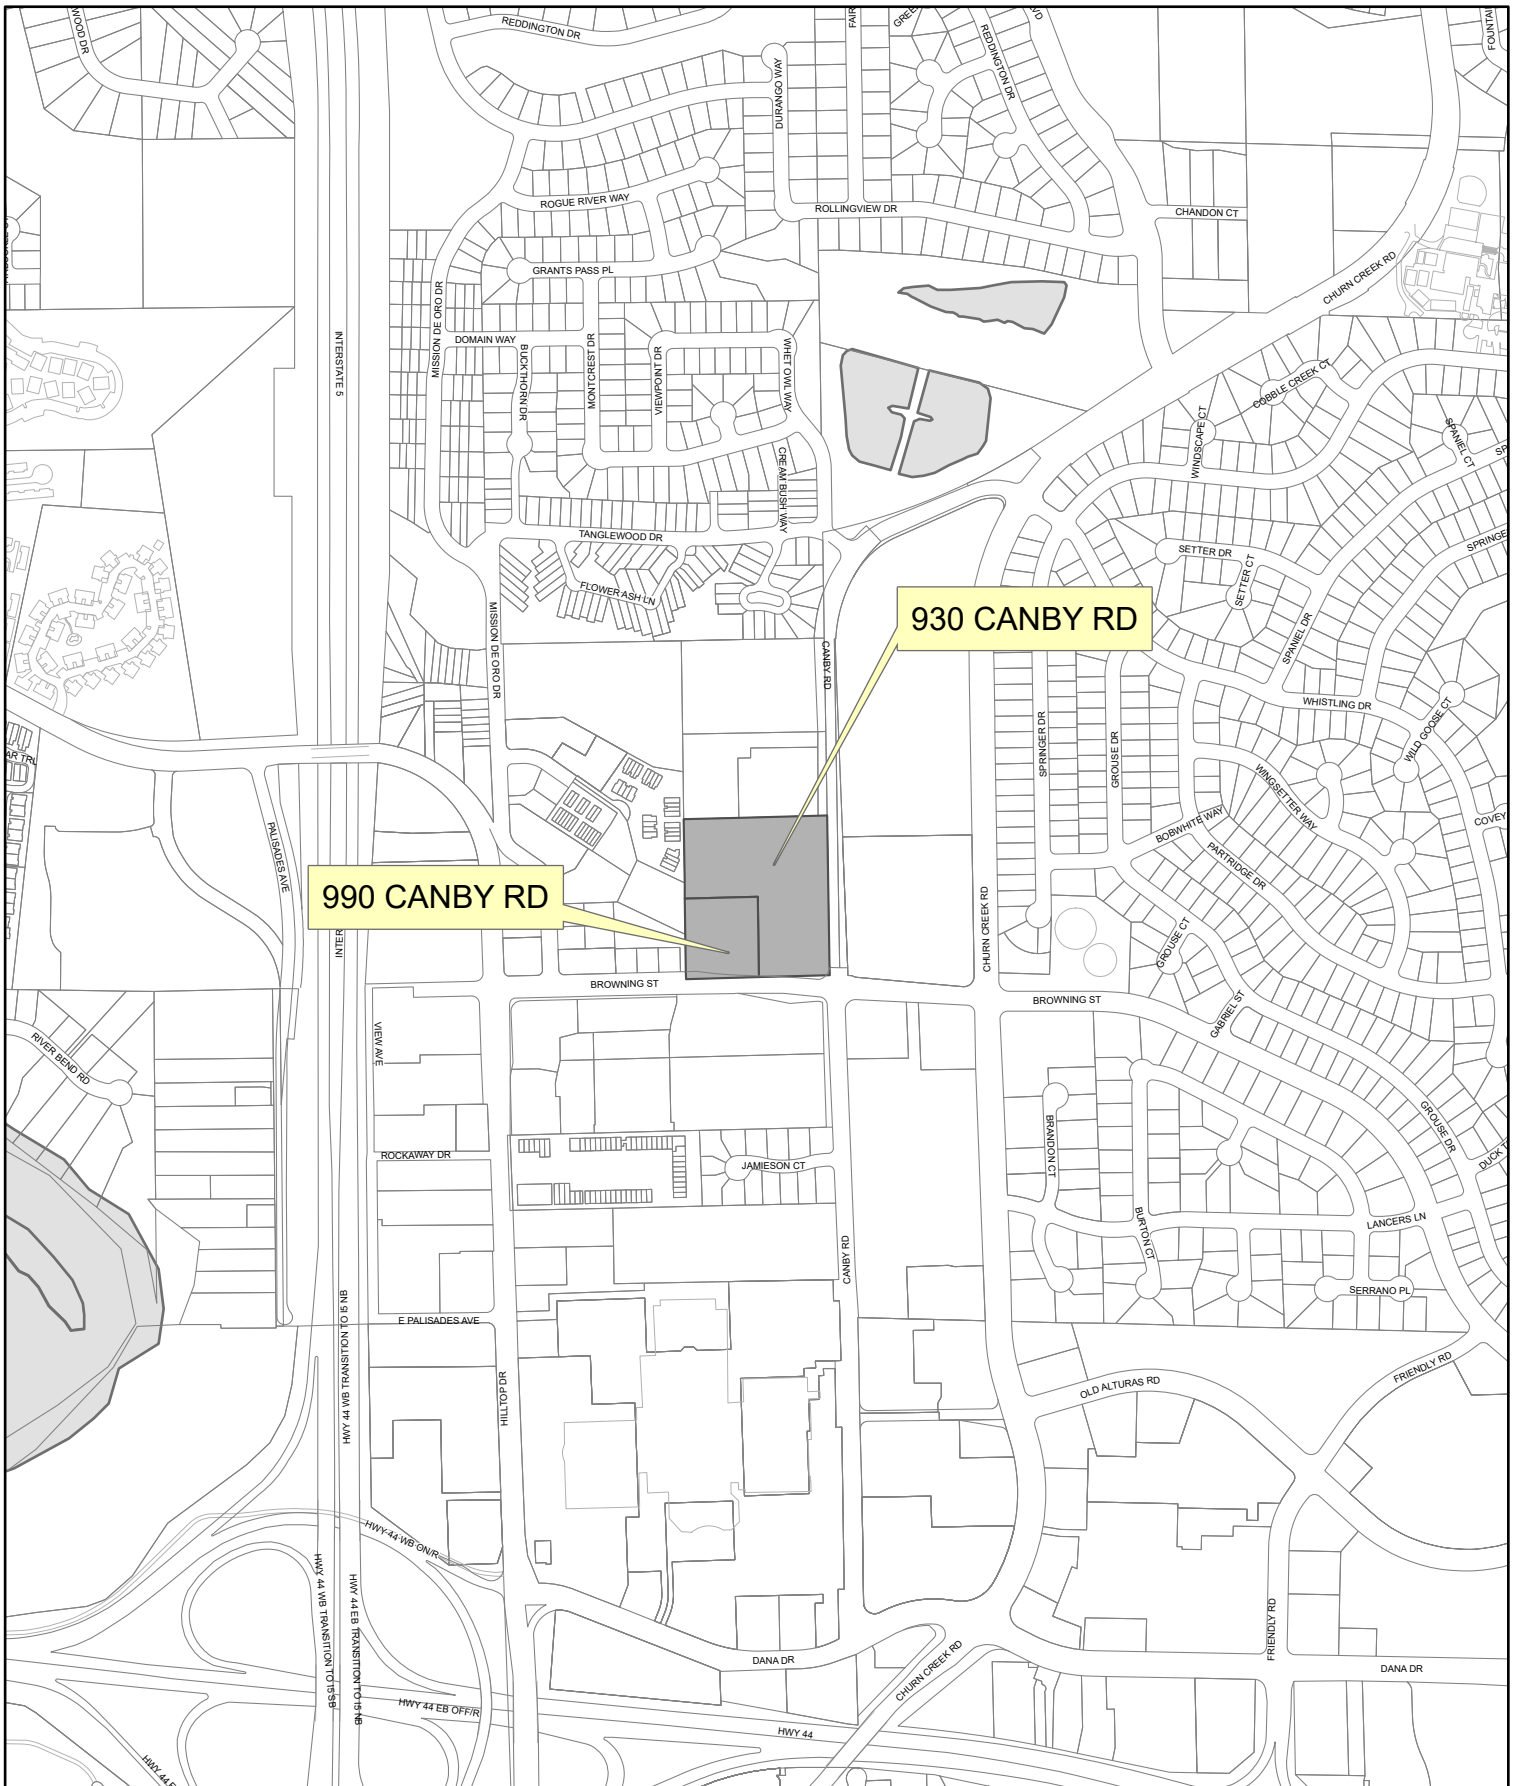 WOOD DR
REDDINGTON DR
DURANGO WAY
REDDINGTON DR
ROGUE RIVER WAY
ROLLINGVIEW DR
CHANDON CT
CHURN CREEK RD
GRANTS PASS PL
MISSION DE ORO DR
INTERSTATE 5
DOMAIN WAY
BUCKTHORN DR
MONTCREST DR
VIEWPOINT DR
WHET OWL WAY
COBBLE CREEK CT
WINDSCAPE CT
SPANIEL CT
CREAM BUSH WAY
TANGLEWOOD DR
SETTER DR
SETTER CT
FLOWER ASH LN
930 CANBY RD
MISSION DE ORO DR
CANBY RD
SPANIEL DR
WHISTLING DR
WILD GOOSE CT
SPRINGER DR
GROUSE DR
WINGSETTER WAY
BOBWHITE WAY
PALISADES AVE
PARTRIDGE DR
990 CANBY RD
CHURN CREEK RD
GROUSE CT
BROWNING ST
BROWNING ST
GABRIEL ST
VIEW AVE
RIVER BEND RD
BRANDON CT
GROUSE DR
ROCKAWAY DR
JAMIESON CT
BURTON CT
LANCERS LN
CANBY RD
SERRANO PL
E PALISADES AVE
HWY 44 WB TRANSITION TO I5 NB
HILLTOP DR
OLD ALTURAS RD
FRIENDLY RD
HWY 44 WB ON/R
HWY 44 WB TRANSITION TO I5 SB
HWY 44 EB TRANSITION TO I5 NB
FRIENDLY RD
DANA DR
CHURN CREEK RD
DANA DR
HWY 44 EB OFF/R
HWY 44